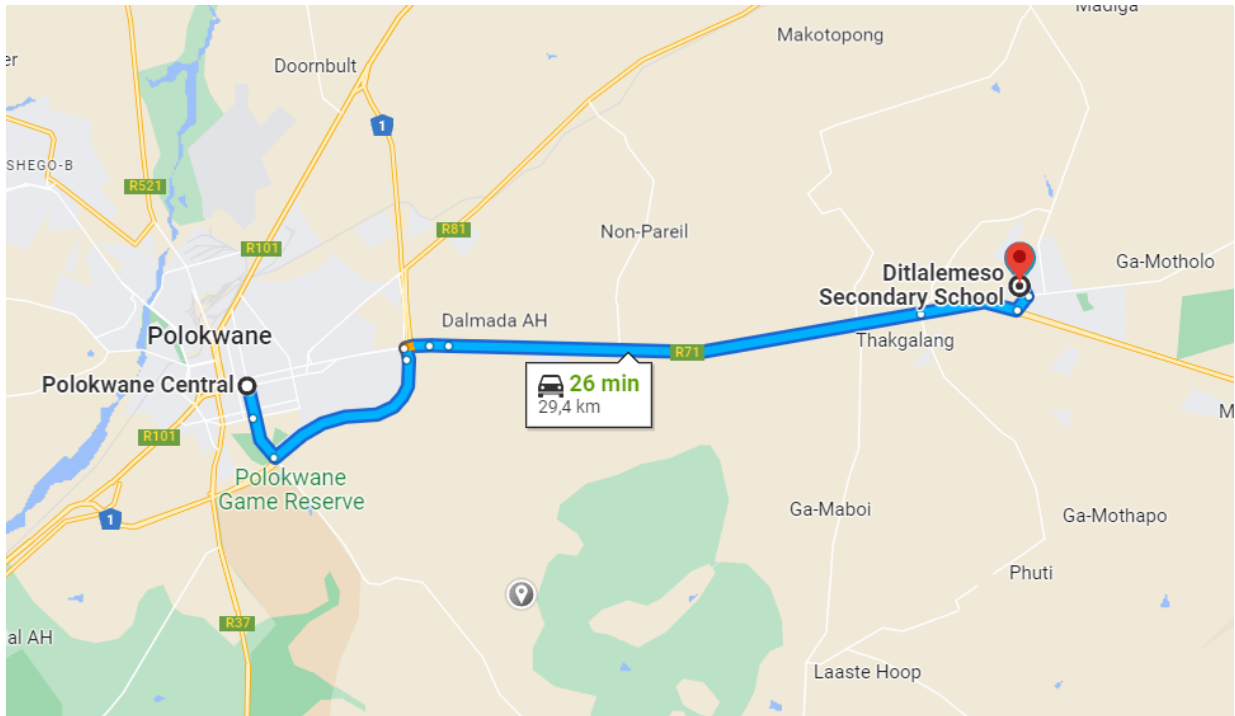 Madiga
Makotopong
er
Doornbult
1
SHEGO-B
R521
R101
R81
Non-Pareil
Ga-Motholo
Ditlalemeso
Secondary School
Dalmada AH
Polokwane
Thakgalang
R71
Polokwane Central
26 min
29,4 km
R101
Polokwane
Game Reserve
1
Ga-Maboi
Ga-Mothapo
Phuti
R37
al AH
Laaste Hoop
M